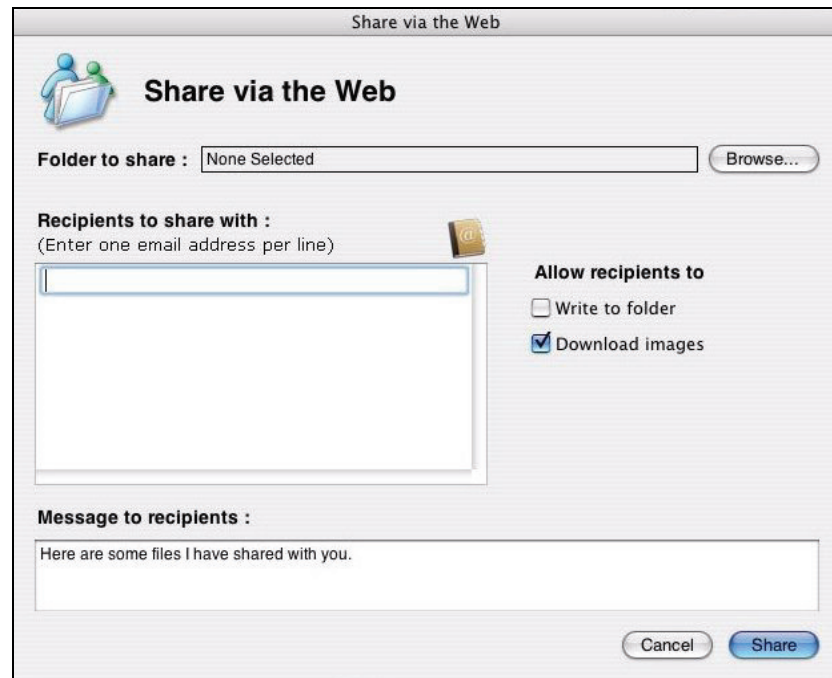 Share via the Web
Share via the Web
Folder to share : None Selected Browse...
Recipients to share with :
(Enter one email address per line)
@
Allow recipients to
Write to folder
Download images
Message to recipients :
Here are some files I have shared with you.
Cancel Share